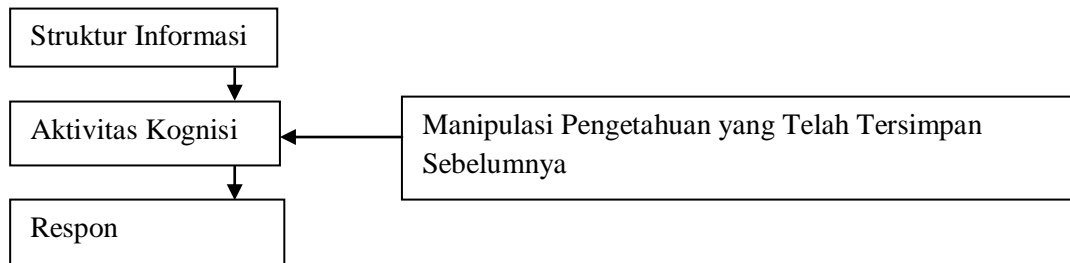 Struktur Informasi
Aktivitas Kognisi
Manipulasi Pengetahuan yang Telah Tersimpan
Sebelumnya
Respon